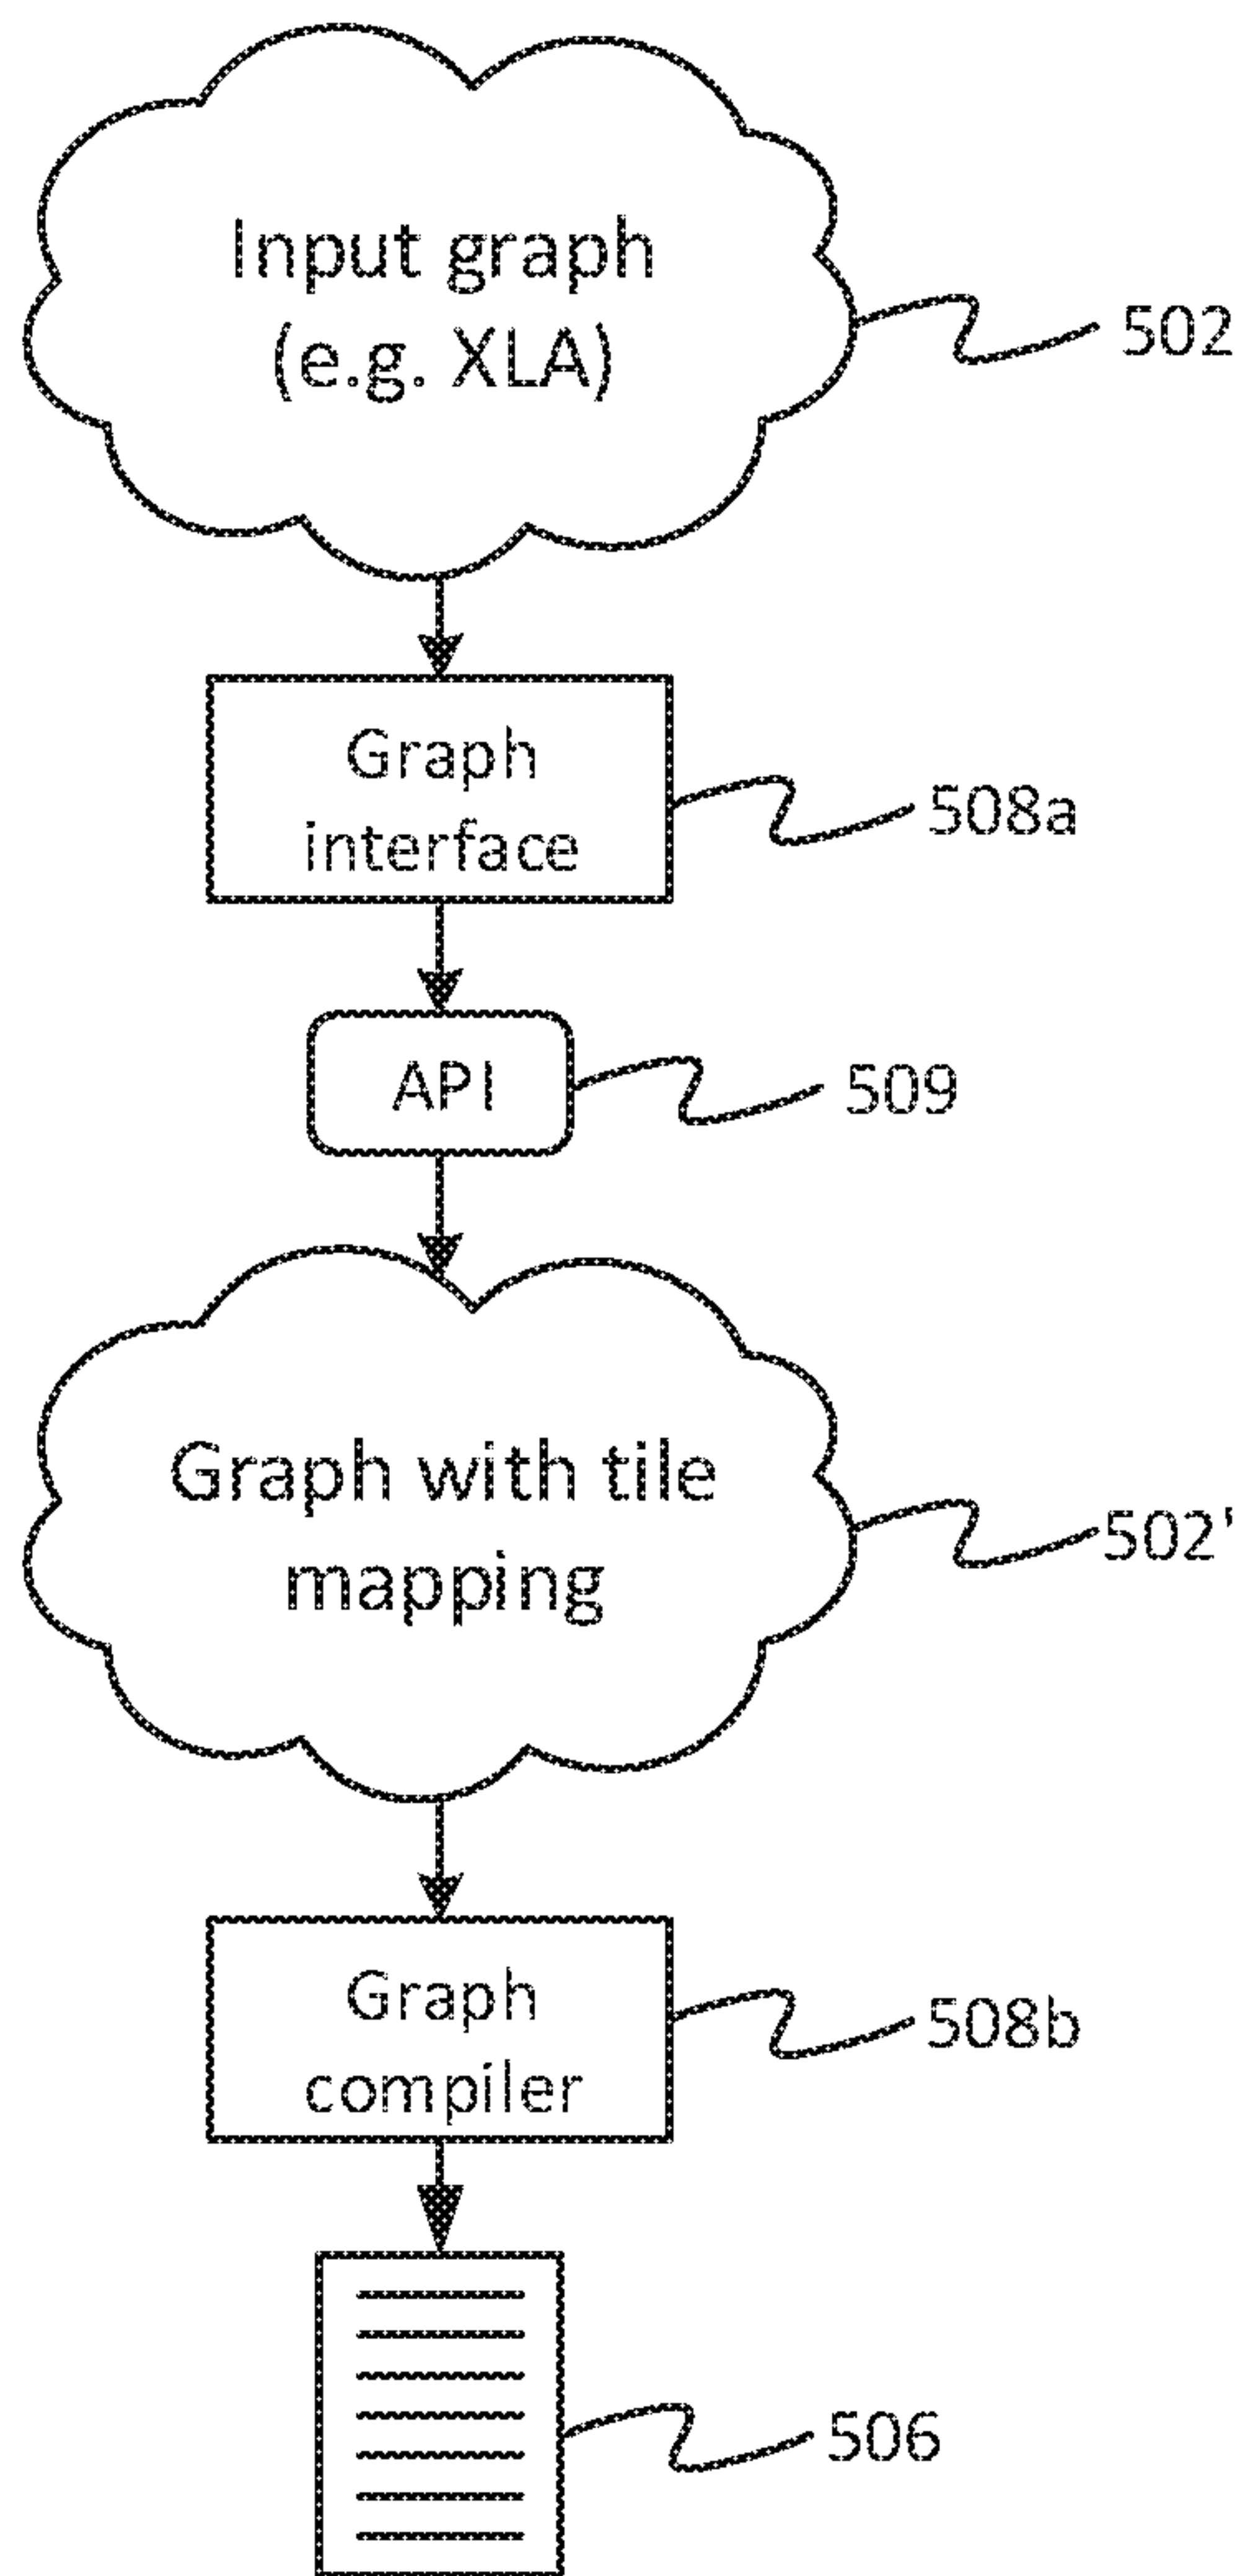 Input graph
(e.g. XLA)
502
Graph
interface
508a
API
509
Graph with tile
mapping
502'
Graph
compiler
508b
506